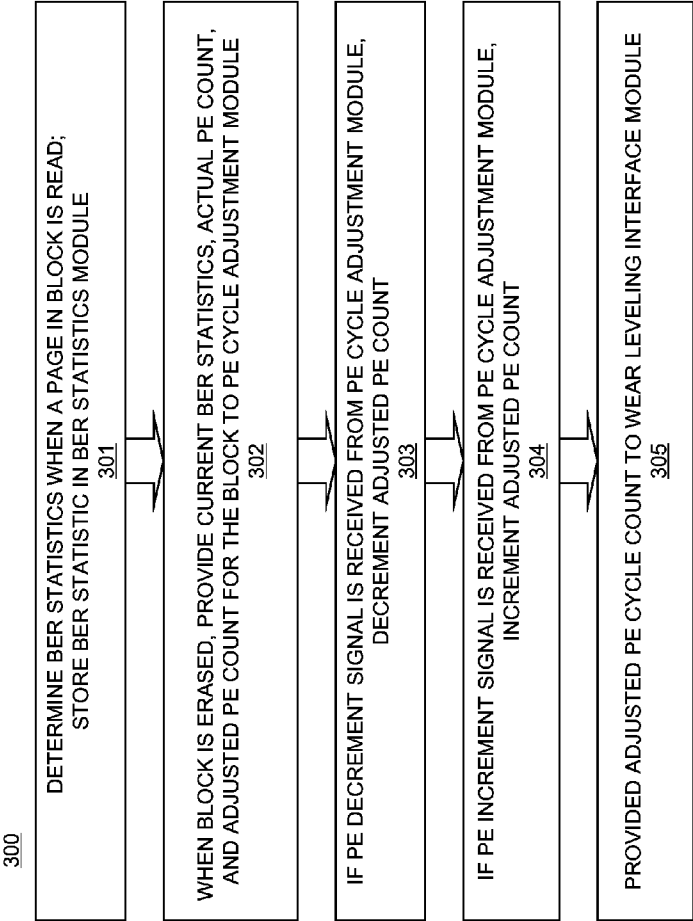 300
DETERMINE BER STATISTICS WHEN A PAGE IN BLOCK IS READ;
STORE BER STATISTIC IN BER STATISTICS MODULE
301
WHEN BLOCK IS ERASED, PROVIDE CURRENT BER STATISTICS, ACTUAL PE COUNT,
AND ADJUSTED PE COUNT FOR THE BLOCK TO PE CYCLE ADJUSTMENT MODULE
302
IF PE DECREMENT SIGNAL IS RECEIVED FROM PE CYCLE ADJUSTMENT MODULE,
DECREMENT ADJUSTED PE COUNT
303
IF PE INCREMENT SIGNAL IS RECEIVED FROM PE CYCLE ADJUSTMENT MODULE,
INCREMENT ADJUSTED PE COUNT
304
PROVIDED ADJUSTED PE CYCLE COUNT TO WEAR LEVELING INTERFACE MODULE
305